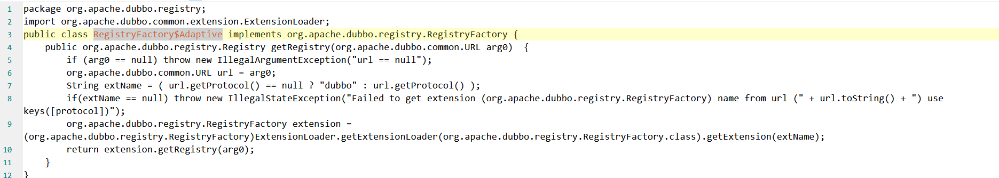 1 package org.apache.dubbo.registry;
2 import org.apache.dubbo.common.extension.ExtensionLoader;
3 public class RegistryFactory$Adaptive implements org.apache.dubbo.registry.RegistryFactory {
4     public org.apache.dubbo.registry.Registry getRegistry(org.apache.dubbo.common.URL arg0)  {
5         if (arg0 == null) throw new IllegalArgumentException("url == null");
6         org.apache.dubbo.common.URL url = arg0;
7         String extName = ( url.getProtocol() == null ? "dubbo" : url.getProtocol() );
8         if(extName == null) throw new IllegalStateException("Failed to get extension (org.apache.dubbo.registry.RegistryFactory) name from url (" + url.toString() + ") use
keys([protocol])");
9         org.apache.dubbo.registry.RegistryFactory extension =
(org.apache.dubbo.registry.RegistryFactory)ExtensionLoader.getExtensionLoader(org.apache.dubbo.registry.RegistryFactory.class).getExtension(extName);
10         return extension.getRegistry(arg0);
11     }
12 }